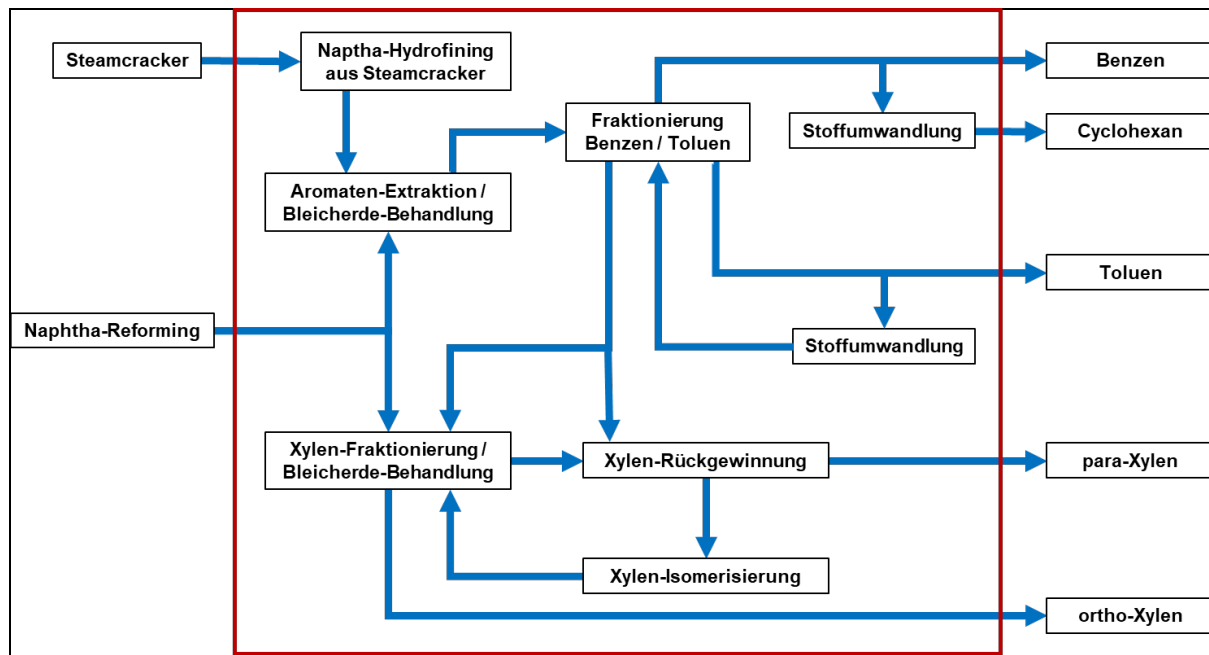 Steamcracker
Naptha-Hydrofining
aus Steamcracker
Benzen
Fraktionierung
Benzen / Toluen
Stoffumwandlung
Cyclohexan
Aromaten-Extraktion /
Bleicherde-Behandlung
Toluen
Naphtha-Reforming
Stoffumwandlung
Xylen-Fraktionierung /
Bleicherde-Behandlung
Xylen-Rückgewinnung
para-Xylen
Xylen-Isomerisierung
ortho-Xylen